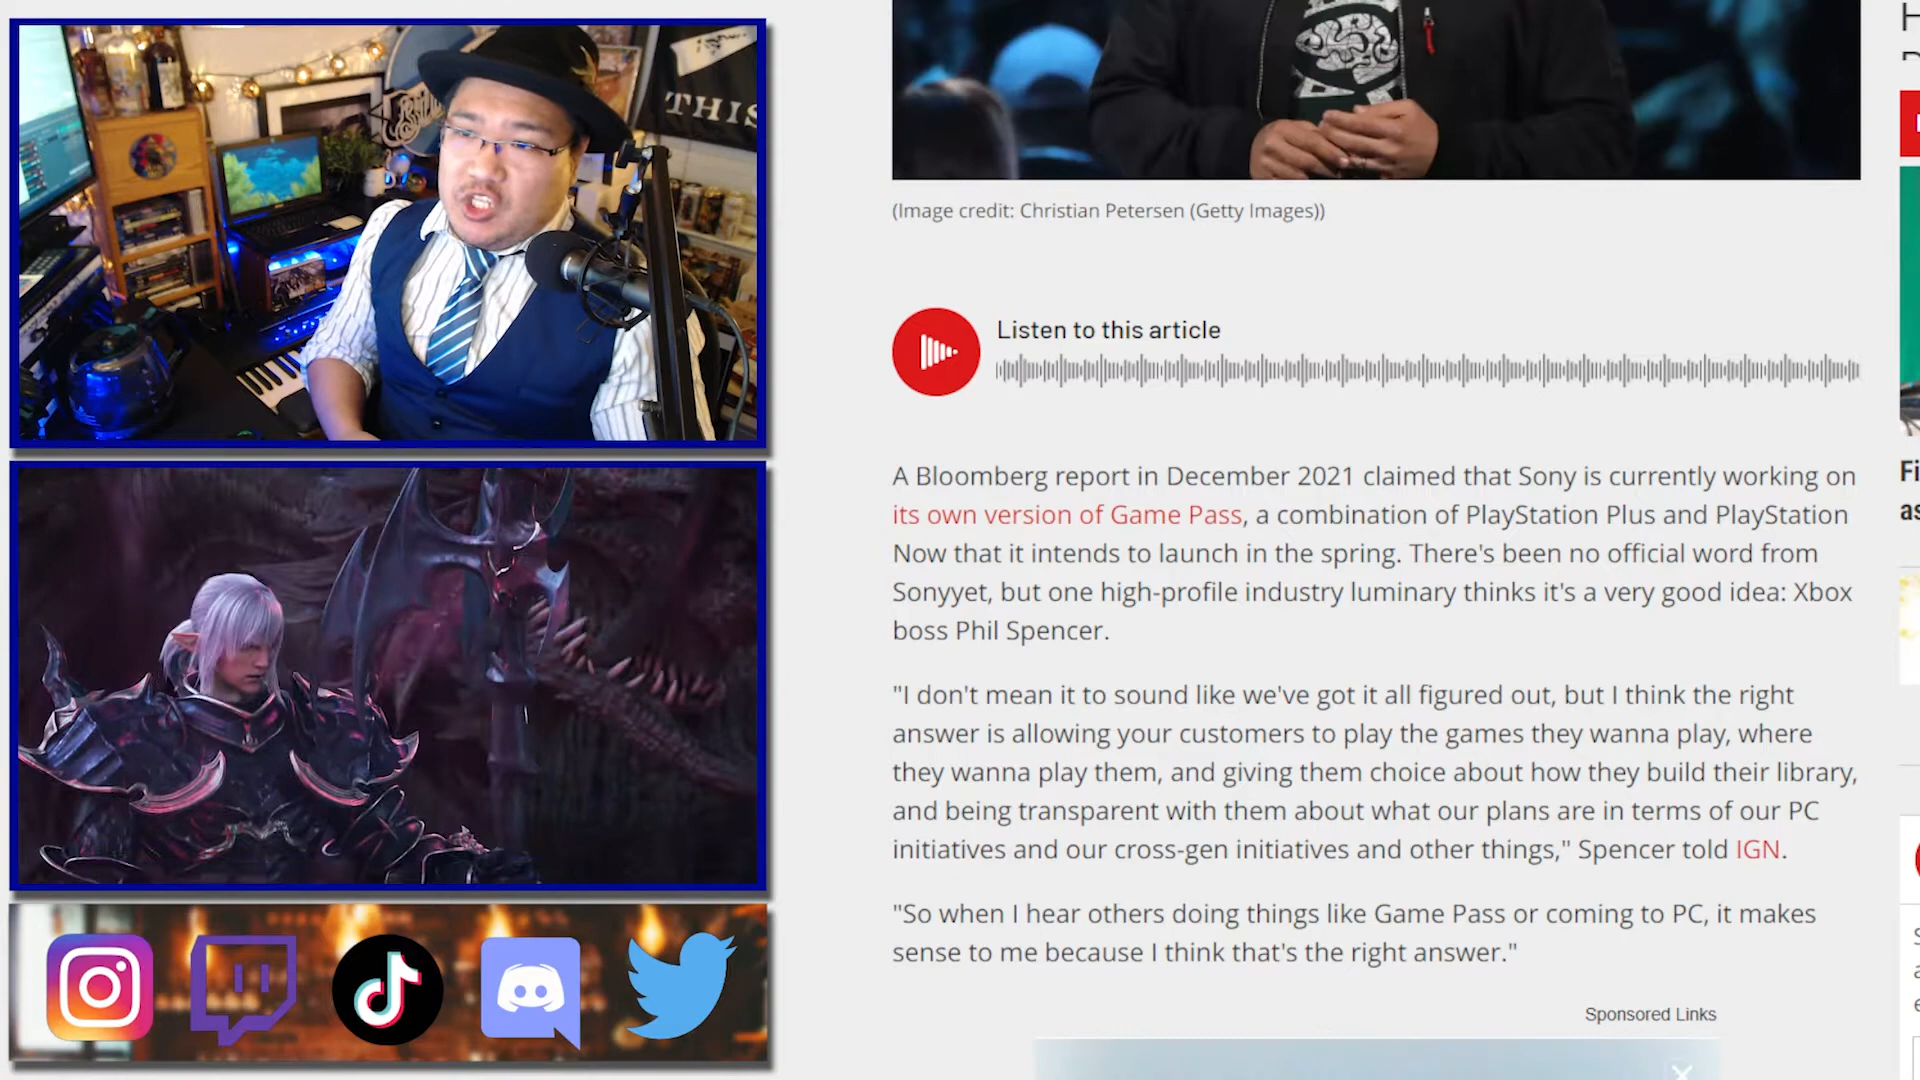 THIS
(Image credit: Christian Petersen (Getty Images))
Listen to this article
A Bloomberg report in December 2021 claimed that Sony is currently working on
its own version of Game Pass, a combination of PlayStation Plus and PlayStation
Now that it intends to launch in the spring. There's been no official word from
Sonyyet, but one high-profile industry luminary thinks it's a very good idea: Xbox
boss Phil Spencer.
"I don't mean it to sound like we've got it all figured out, but I think the right
answer is allowing your customers to play the games they wanna play, where
they wanna play them, and giving them choice about how they build their library,
and being transparent with them about what our plans are in terms of our PC
initiatives and our cross-gen initiatives and other things," Spencer told IGN.
"So when I hear others doing things like Game Pass or coming to PC, it makes
sense to me because I think that's the right answer."
Sponsored Links
Fi
as